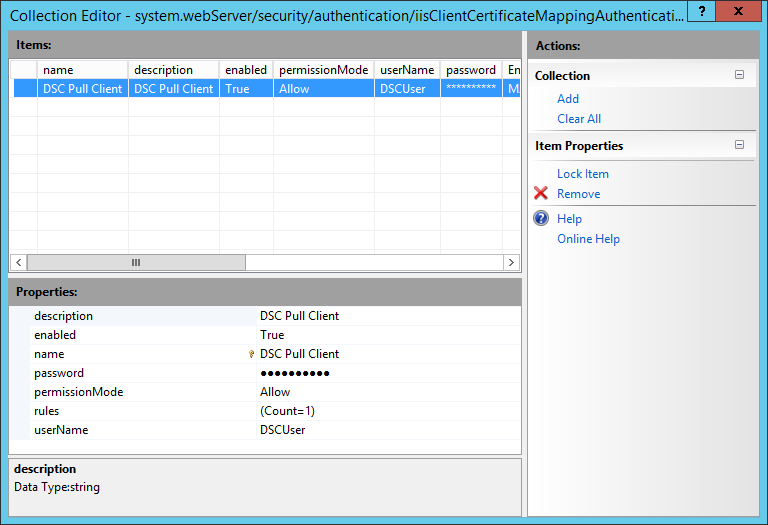 Collection Editor - system.webServer/security/authentication/iisClientCertificateMappingAuthenticati... ? x
Items:
name description enabled permissionMode userName password En
DSC Pull Client DSC Pull Client True Allow DSCUser ********** M
Properties:
description DSC Pull Client
enabled True
name DSC Pull Client
password ●●●●●●●●●●
permissionMode Allow
rules (Count=1)
userName DSCUser
description
Data Type:string
Actions:
Collection
Add
Clear All
Item Properties
Lock Item
Remove
? Help
Online Help